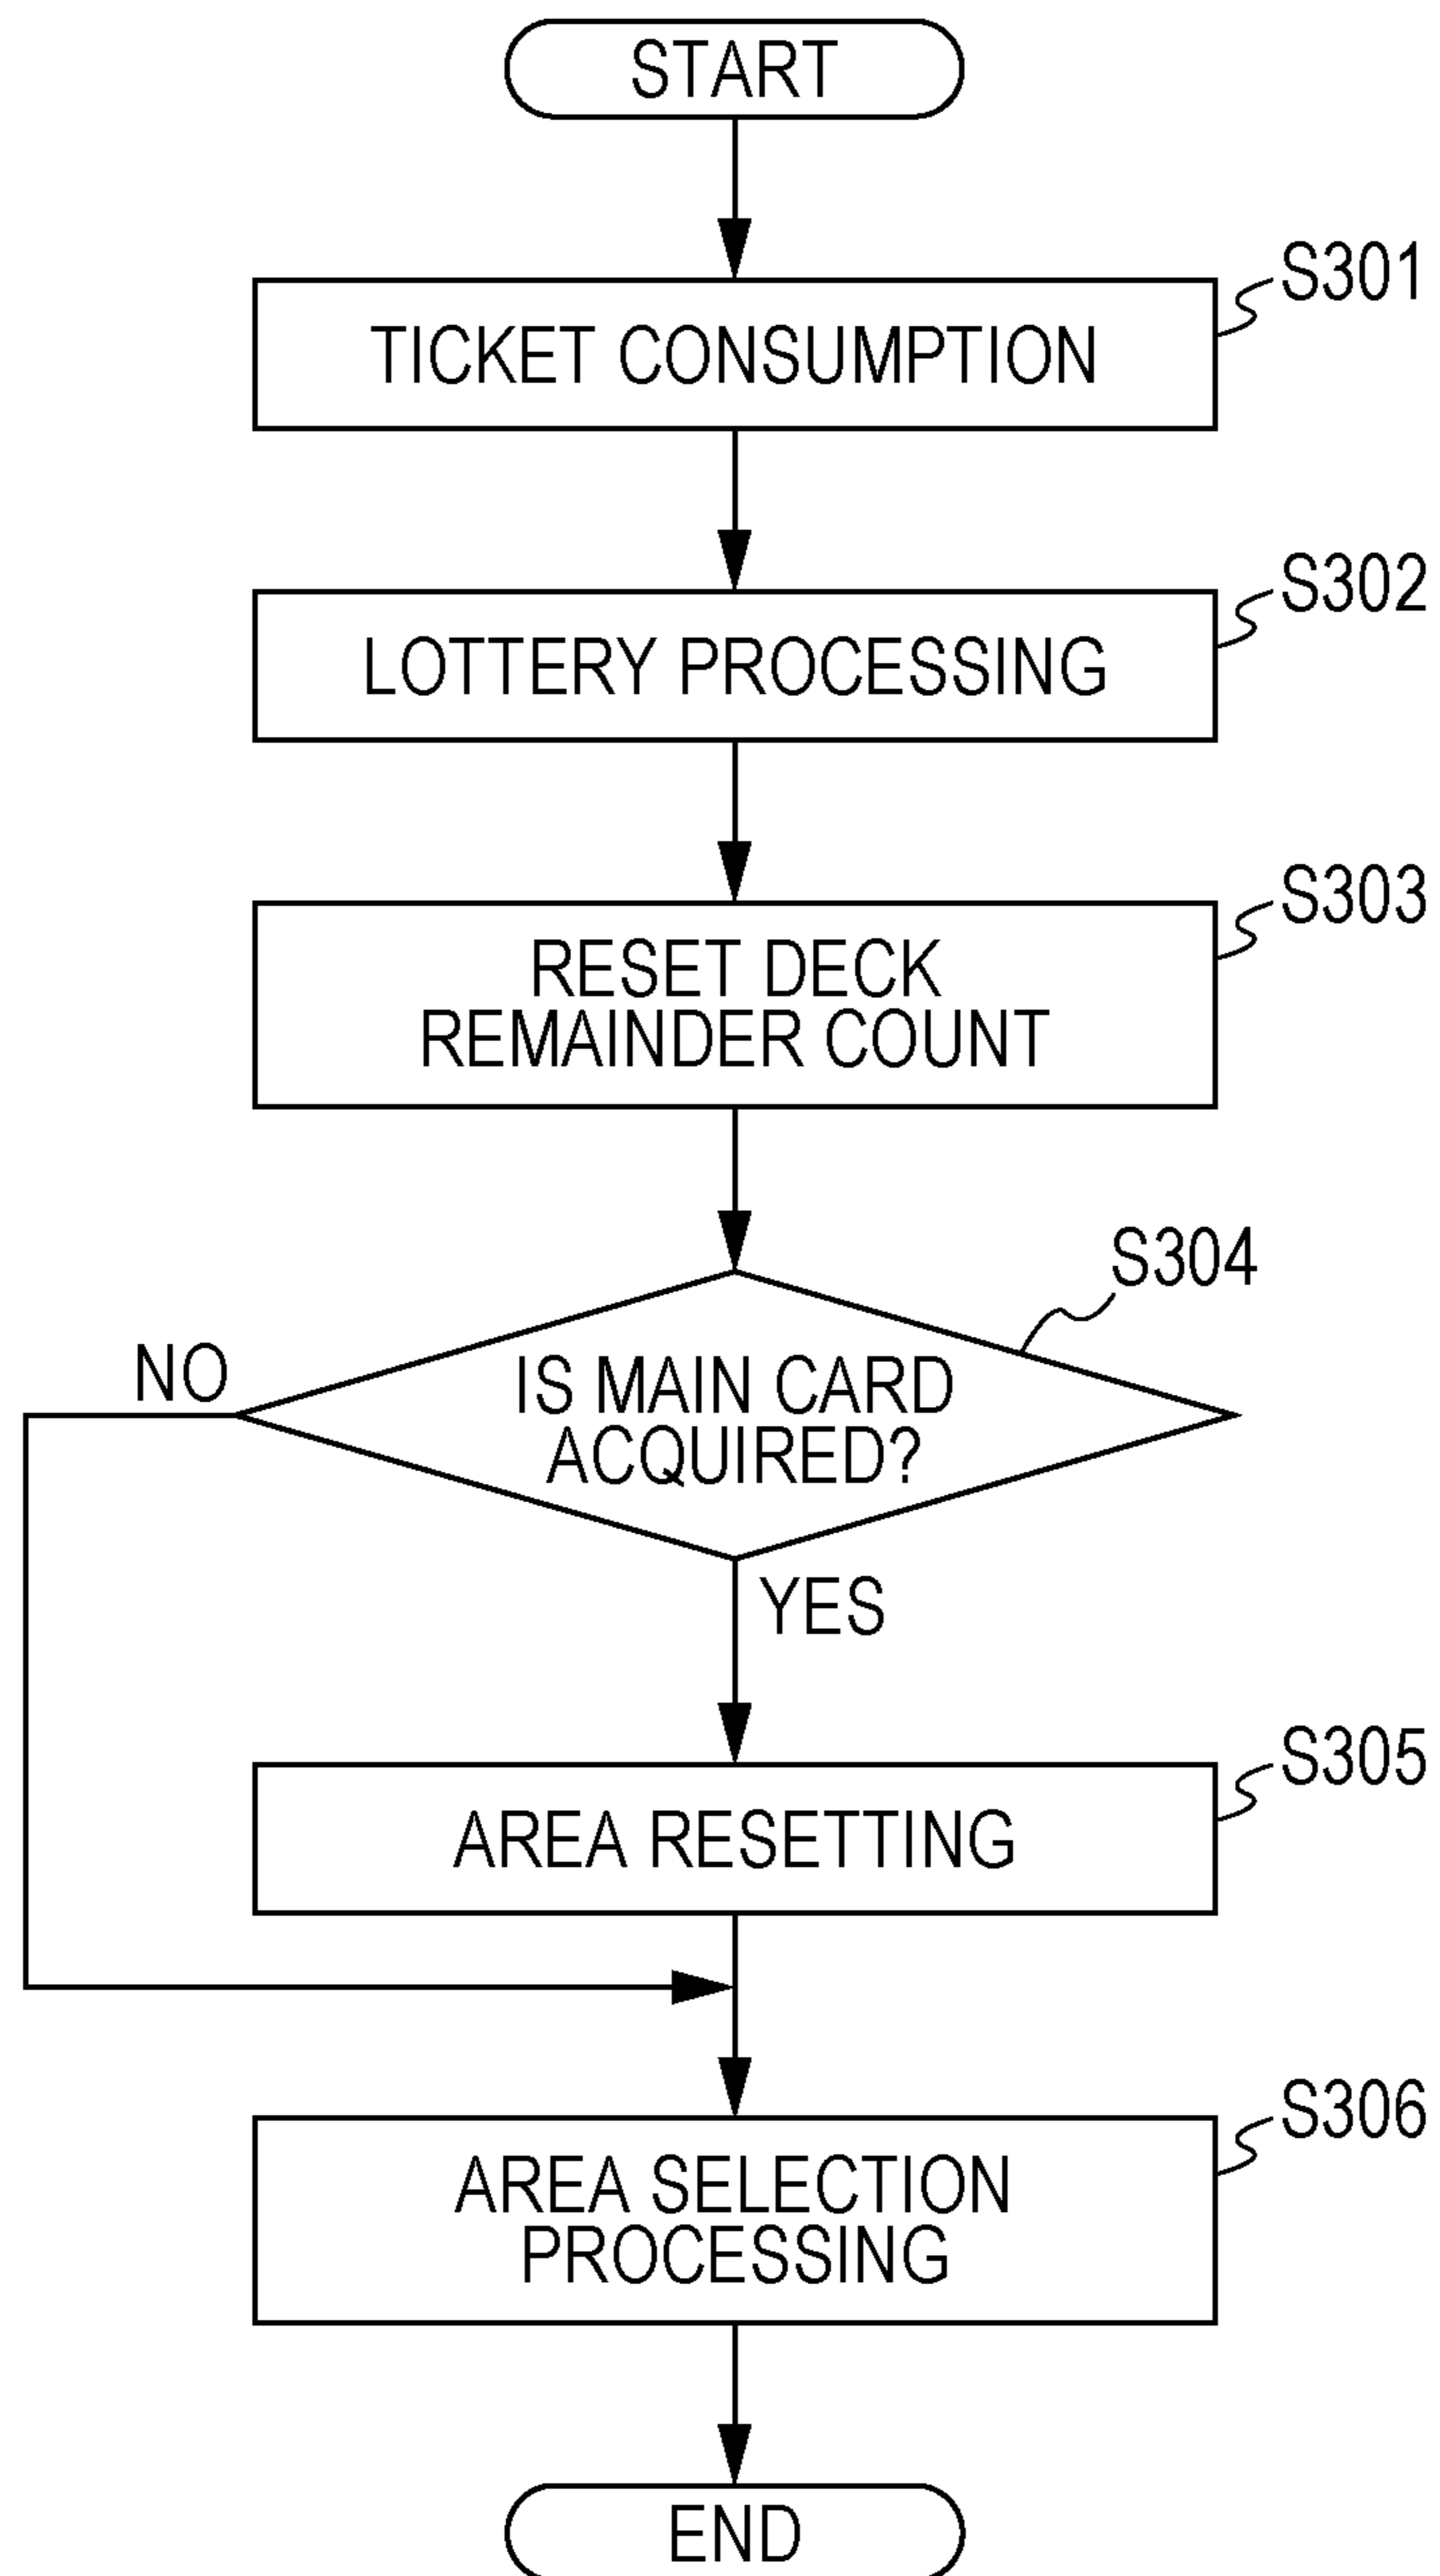 START
S301
TICKET CONSUMPTION
S302
LOTTERY PROCESSING
S303
RESET DECK
REMAINDER COUNT
S304
NO
IS MAIN CARD
ACQUIRED?
YES
S305
AREA RESETTING
S306
AREA SELECTION
PROCESSING
END